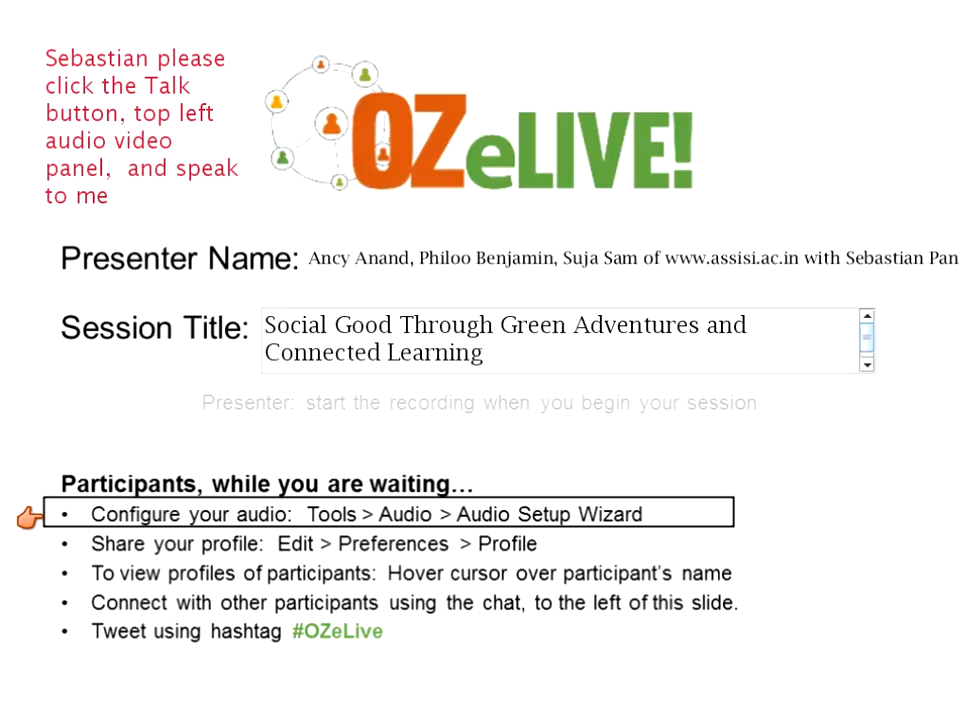 Sebastian please
click the Talk
button, top left
audio video
panel,  and speak
to me
OZeLIVE!
Presenter Name: Ancy Anand, Philoo Benjamin, Suja Sam of www.assisi.ac.in with Sebastian Pan
Session Title: Social Good Through Green Adventures and
Connected Learning
Presenter: start the recording when you begin your session
Participants, while you are waiting…
• Configure your audio: Tools > Audio > Audio Setup Wizard
• Share your profile: Edit > Preferences > Profile
• To view profiles of participants: Hover cursor over participant's name
• Connect with other participants using the chat, to the left of this slide.
• Tweet using hashtag #OZeLive